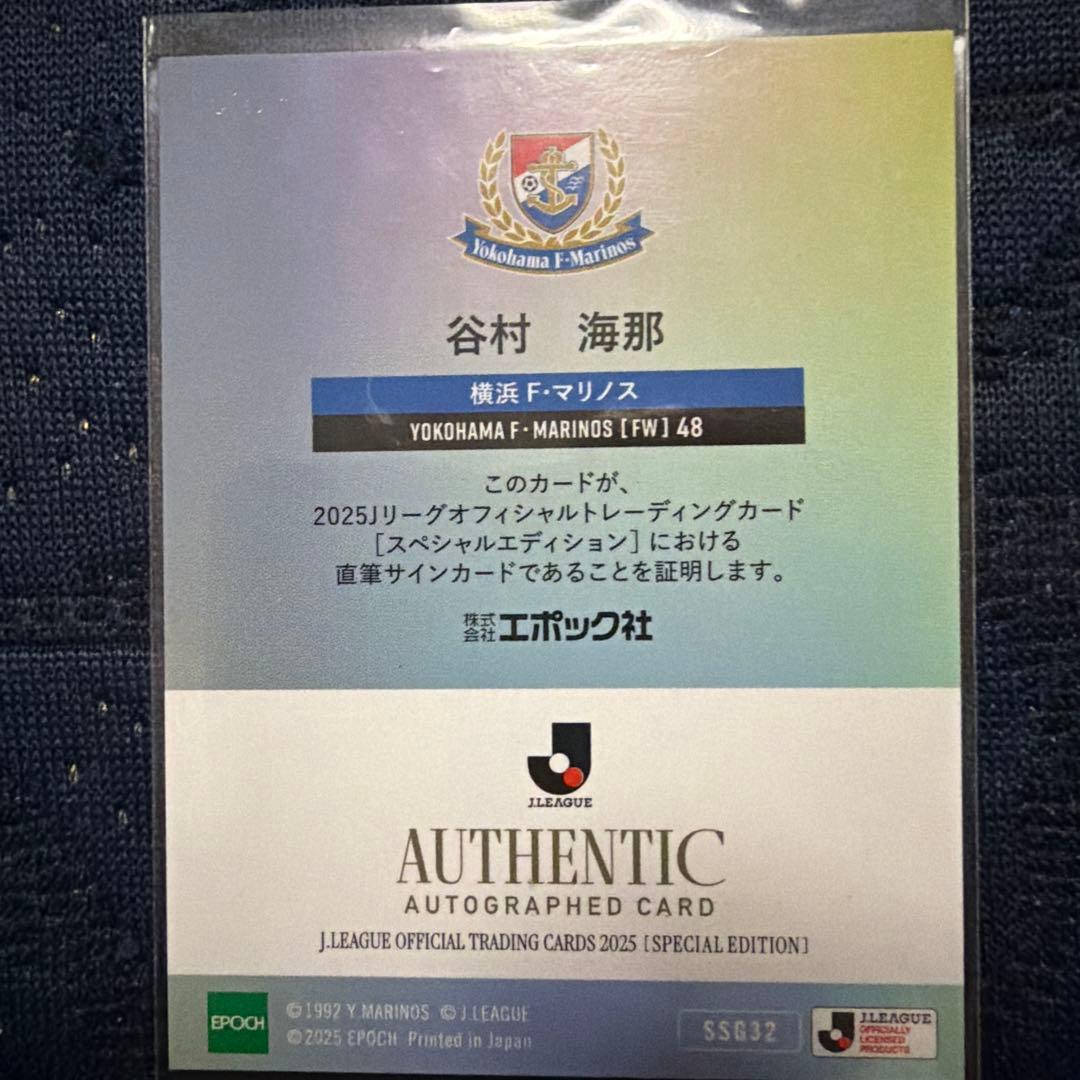 Yokohama F·Marinos
谷村 海那
横浜 F・マリノス
YOKOHAMA F・MARINOS [FW] 48
このカードが、
2025Jリーグオフィシャルトレーディングカード
[スペシャルエディション]における
直筆サインカードであることを証明します。
株式会社エポック社
J.LEAGUE
AUTHENTIC
AUTOGRAPHED CARD
J.LEAGUE OFFICIAL TRADING CARDS 2025 [SPECIAL EDITION]
EPOCH
©1992 Y.MARINOS ©J.LEAGUE
©2025 EPOCH Printed in Japan
SSG32
J.LEAGUE
OFFICIALLY
LICENSED
PRODUCTS